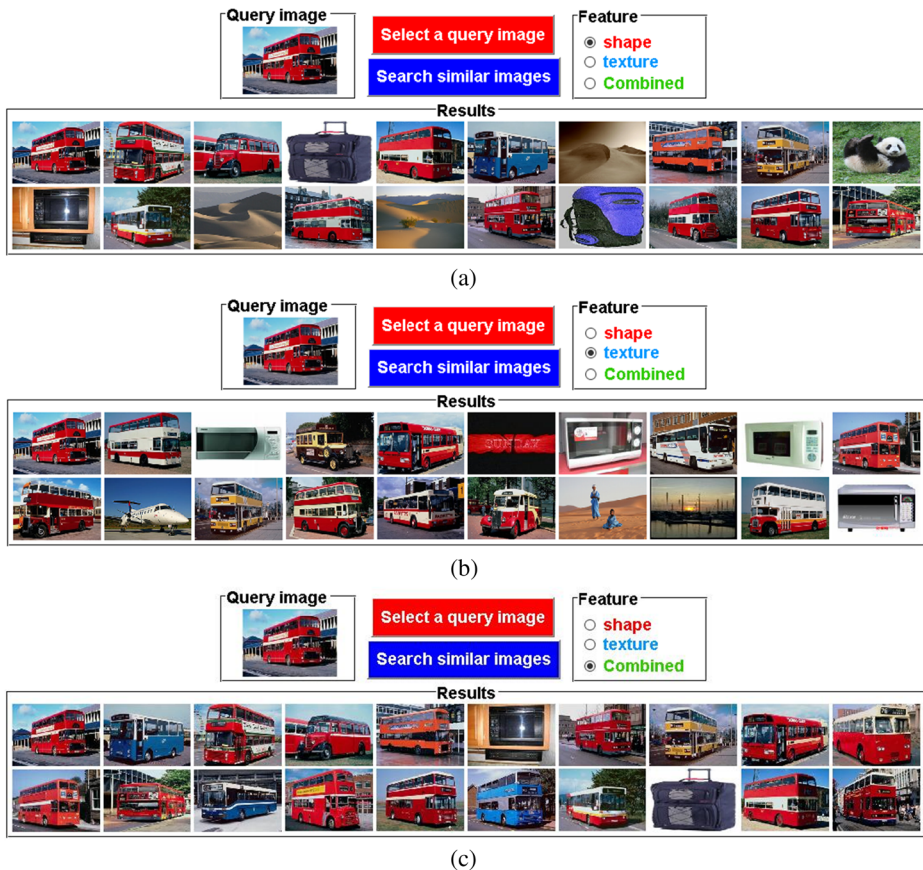 Query image
Select a query image
Search similar images
Feature
shape
texture
Combined
Results
(a)
Query image
Select a query image
Search similar images
Feature
shape
texture
Combined
Results
SUNDAY
(b)
Query image
Select a query image
Search similar images
Feature
shape
texture
Combined
Results
(c)